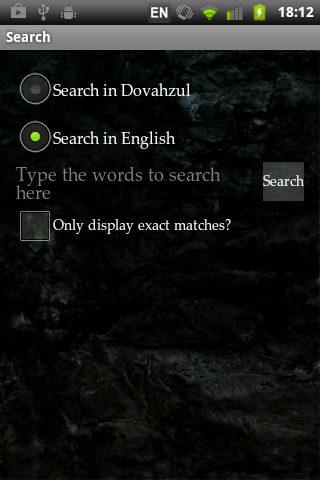 EN
18:12
Search
Search in Dovahzul
Search in English
Type the words to search
here
Search
Only display exact matches?